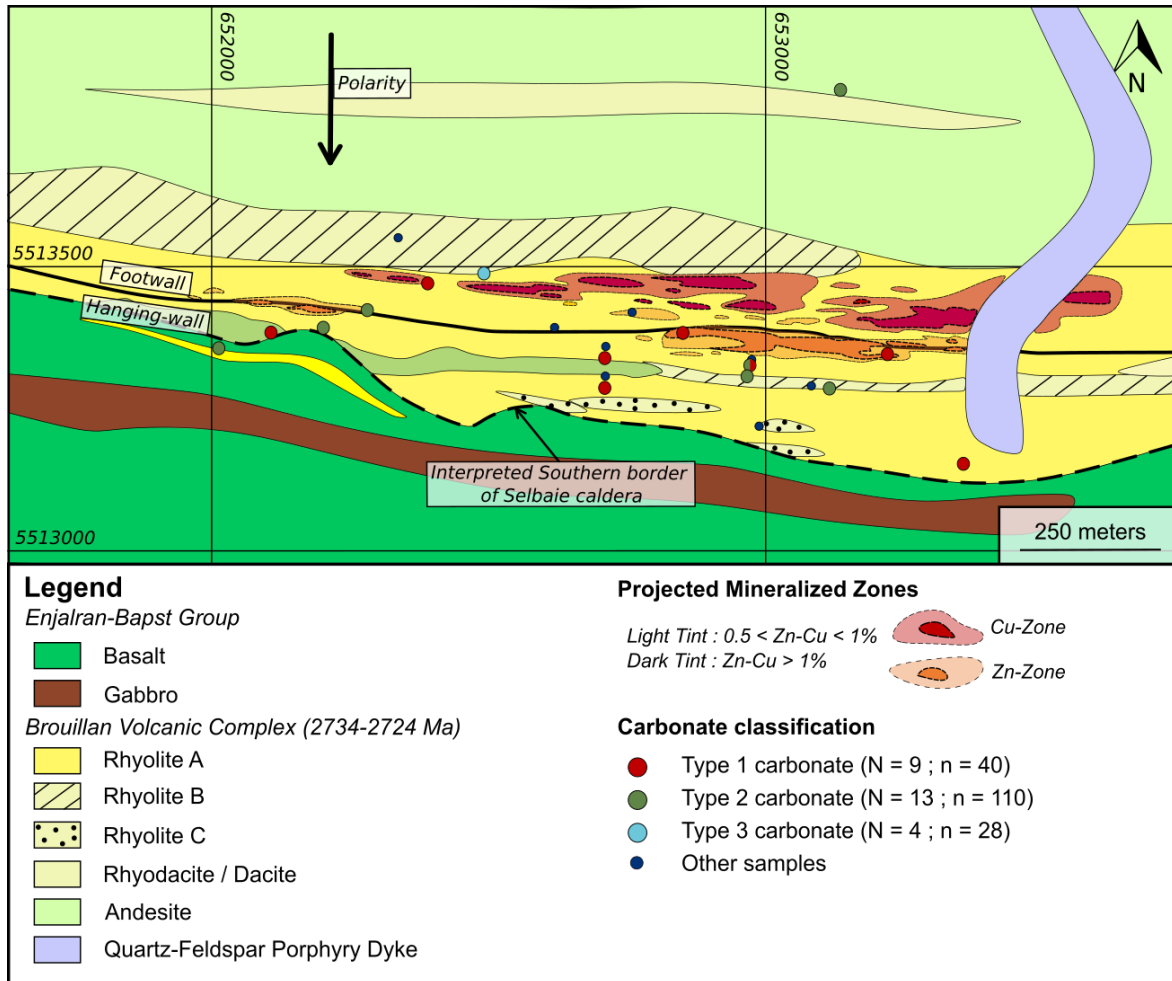 652000
653000
Polarity
N
5513500
Footwall
Hanging-wall
Interpreted Southern border
of Selbaie caldera
5513000
250 meters
Legend
Enjalran-Bapst Group
Basalt
Gabbro
Brouillan Volcanic Complex (2734-2724 Ma)
Rhyolite A
Rhyolite B
Rhyolite C
Rhyodacite / Dacite
Andesite
Quartz-Feldspar Porphyry Dyke
Projected Mineralized Zones
Light Tint : 0.5 < Zn-Cu < 1%
Dark Tint : Zn-Cu > 1%
Cu-Zone
Zn-Zone
Carbonate classification
Type 1 carbonate (N = 9 ; n = 40)
Type 2 carbonate (N = 13 ; n = 110)
Type 3 carbonate (N = 4 ; n = 28)
Other samples